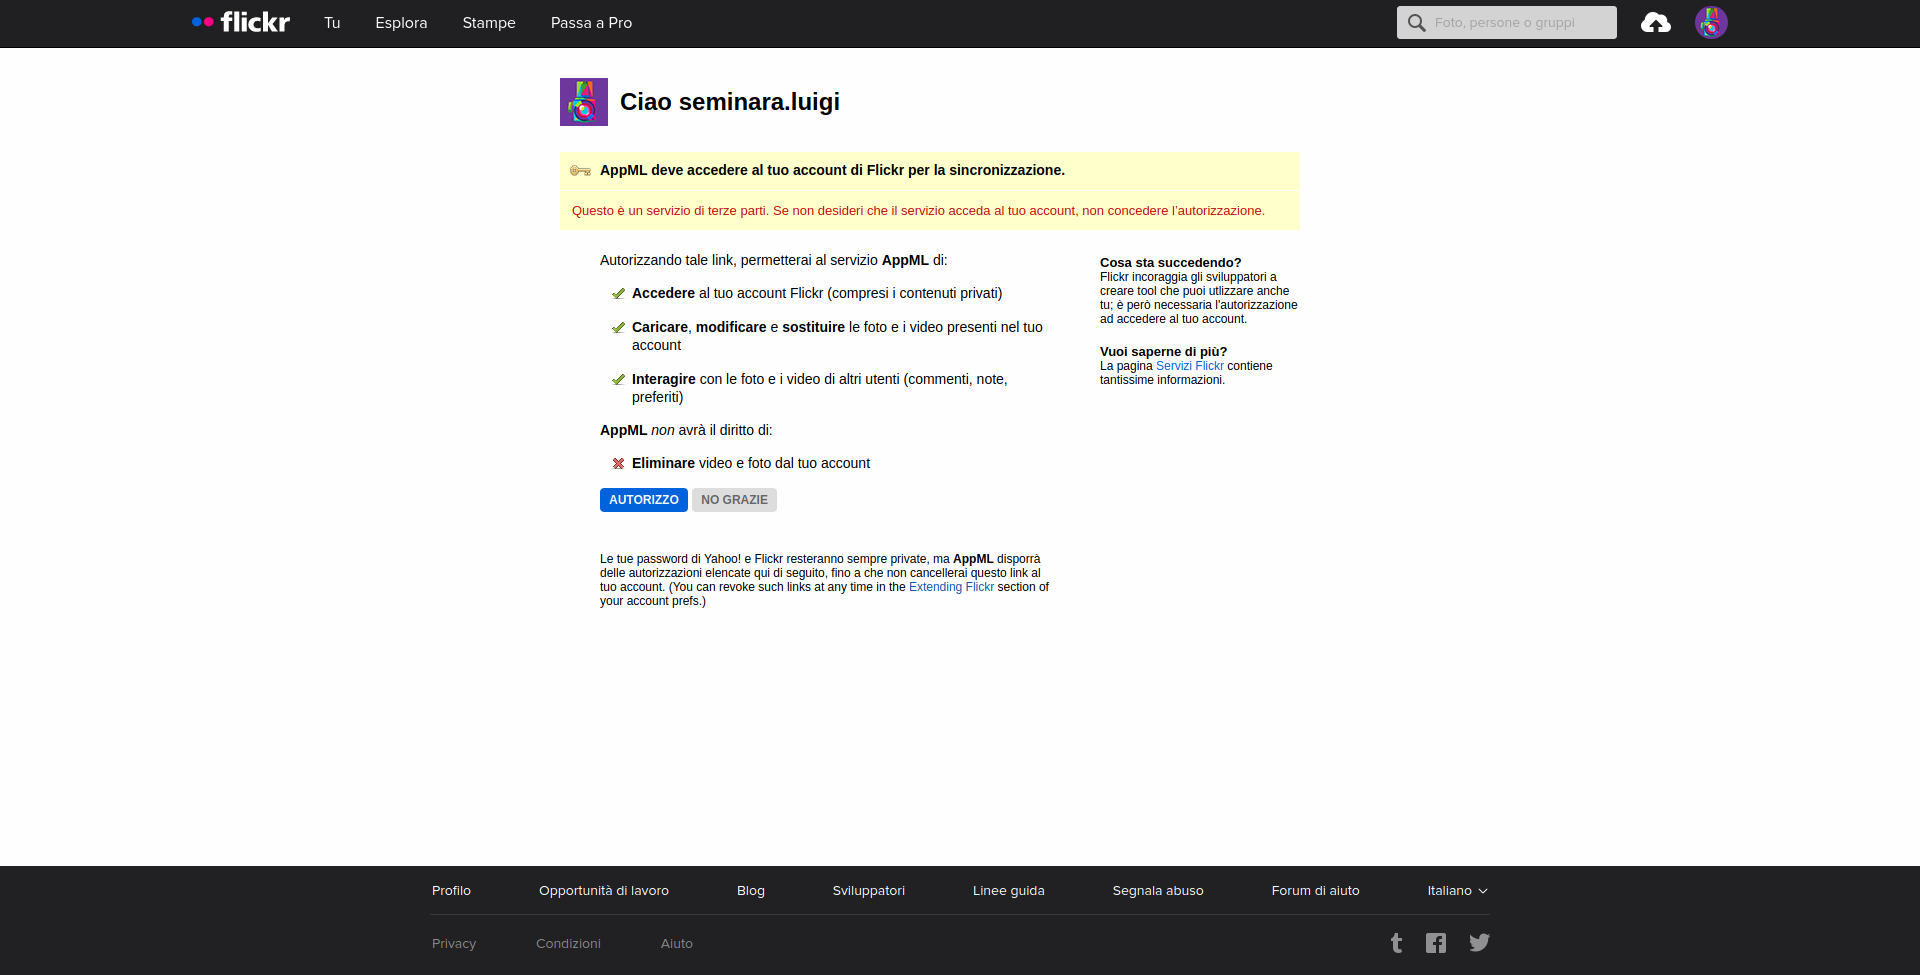 flickr Tu Esplora Stampe Passa a Pro Foto, persone o gruppi
Ciao seminara.luigi
AppML deve accedere al tuo account di Flickr per la sincronizzazione.
Questo è un servizio di terze parti. Se non desideri che il servizio acceda al tuo account, non concedere l'autorizzazione.
Autorizzando tale link, permetterai al servizio AppML di:
Accedere al tuo account Flickr (compresi i contenuti privati)
Caricare, modificare e sostituire le foto e i video presenti nel tuo
account
Interagire con le foto e i video di altri utenti (commenti, note,
preferiti)
AppML non avrà il diritto di:
Eliminare video e foto dal tuo account
AUTORIZZO NO GRAZIE
Le tue password di Yahoo! e Flickr resteranno sempre private, ma AppML disporrà
delle autorizzazioni elencate qui di seguito, fino a che non cancellerai questo link al
tuo account. (You can revoke such links at any time in the Extending Flickr section of
your account prefs.)
Cosa sta succedendo?
Flickr incoraggia gli sviluppatori a
creare tool che puoi utlizzare anche
tu; è però necessaria l'autorizzazione
ad accedere al tuo account.
Vuoi saperne di più?
La pagina Servizi Flickr contiene
tantissime informazioni.
Profilo Opportunità di lavoro Blog Sviluppatori Linee guida Segnala abuso Forum di aiuto Italiano
Privacy Condizioni Aiuto